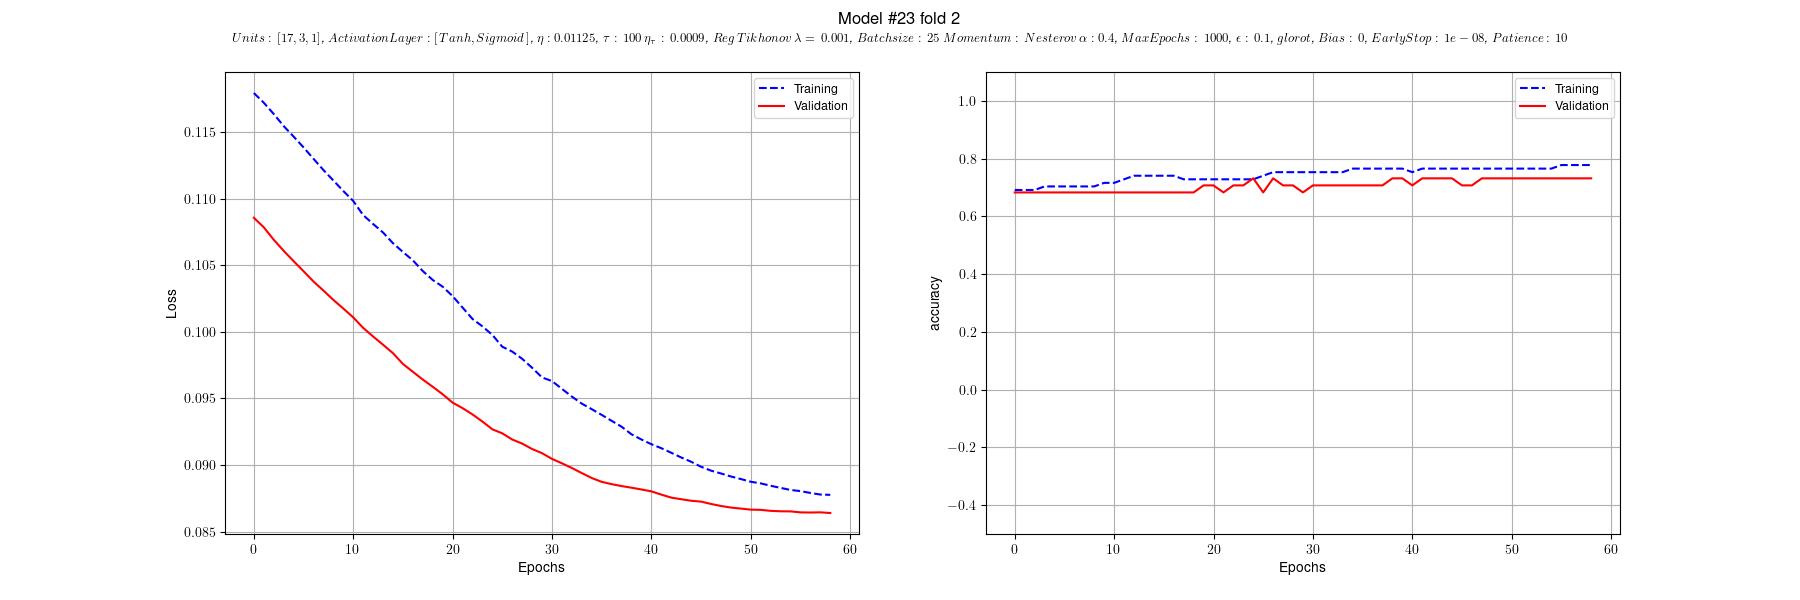 Model #23 fold 2
Units : [17, 3, 1], ActivationLayer : [Tanh, Sigmoid], η : 0.01125, τ : 100 ητ : 0.0009, Reg Tikhonov λ = 0.001, Batchsize : 25 Momentum : Nesterov α : 0.4, MaxEpochs : 1000, ϵ : 0.1, glorot, Bias : 0, EarlyStop : 1e − 08, Patience : 10
Training
Validation
0.115
0.110
0.105
0.100
0.095
0.090
0.085
Loss
0 10 20 30 40 50 60
Epochs
Training
Validation
1.0
0.8
0.6
0.4
0.2
0.0
−0.2
−0.4
accuracy
0 10 20 30 40 50 60
Epochs